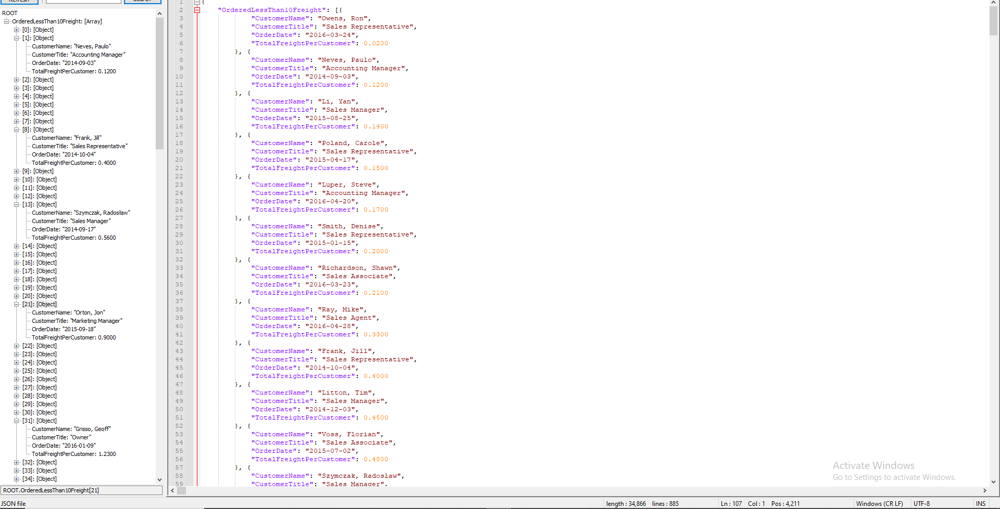 Refresh
Search
ROOT
OrderedLessThan10Freight: [Array]
[0]: [Object]
[1]: [Object]
CustomerName: "Neves, Paulo"
CustomerTitle: "Accounting Manager"
OrderDate: "2014-09-03"
TotalFreightPerCustomer: 0.1200
[2]: [Object]
[3]: [Object]
[4]: [Object]
[5]: [Object]
[6]: [Object]
[7]: [Object]
[8]: [Object]
CustomerName: "Frank, Jill"
CustomerTitle: "Sales Representative"
OrderDate: "2014-10-04"
TotalFreightPerCustomer: 0.4000
[9]: [Object]
[10]: [Object]
[11]: [Object]
[12]: [Object]
[13]: [Object]
CustomerName: "Szymczak, Radosław"
CustomerTitle: "Sales Manager"
OrderDate: "2014-09-17"
TotalFreightPerCustomer: 0.5600
[14]: [Object]
[15]: [Object]
[16]: [Object]
[17]: [Object]
[18]: [Object]
[19]: [Object]
[20]: [Object]
[21]: [Object]
CustomerName: "Orton, Jon"
CustomerTitle: "Marketing Manager"
OrderDate: "2015-09-18"
TotalFreightPerCustomer: 0.9000
[22]: [Object]
[23]: [Object]
[24]: [Object]
[25]: [Object]
[26]: [Object]
[27]: [Object]
[28]: [Object]
[29]: [Object]
[30]: [Object]
[31]: [Object]
CustomerName: "Grisso, Geoff"
CustomerTitle: "Owner"
OrderDate: "2016-01-09"
TotalFreightPerCustomer: 1.2300
[32]: [Object]
[33]: [Object]
[34]: [Object]
ROOT.OrderedLessThan10Freight[21]
1 {
2 "OrderedLessThan10Freight": [{
3 "CustomerName": "Owens, Ron",
4 "CustomerTitle": "Sales Representative",
5 "OrderDate": "2016-03-24",
6 "TotalFreightPerCustomer": 0.0200
7 }, {
8 "CustomerName": "Neves, Paulo",
9 "CustomerTitle": "Accounting Manager",
10 "OrderDate": "2014-09-03",
11 "TotalFreightPerCustomer": 0.1200
12 }, {
13 "CustomerName": "Li, Yan",
14 "CustomerTitle": "Sales Manager",
15 "OrderDate": "2015-08-25",
16 "TotalFreightPerCustomer": 0.1400
17 }, {
18 "CustomerName": "Poland, Carole",
19 "CustomerTitle": "Sales Representative",
20 "OrderDate": "2015-04-17",
21 "TotalFreightPerCustomer": 0.1500
22 }, {
23 "CustomerName": "Luper, Steve",
24 "CustomerTitle": "Accounting Manager",
25 "OrderDate": "2016-04-20",
26 "TotalFreightPerCustomer": 0.1700
27 }, {
28 "CustomerName": "Smith, Denise",
29 "CustomerTitle": "Sales Representative",
30 "OrderDate": "2015-01-15",
31 "TotalFreightPerCustomer": 0.2000
32 }, {
33 "CustomerName": "Richardson, Shawn",
34 "CustomerTitle": "Sales Associate",
35 "OrderDate": "2016-03-23",
36 "TotalFreightPerCustomer": 0.2100
37 }, {
38 "CustomerName": "Ray, Mike",
39 "CustomerTitle": "Sales Agent",
40 "OrderDate": "2016-04-28",
41 "TotalFreightPerCustomer": 0.3300
42 }, {
43 "CustomerName": "Frank, Jill",
44 "CustomerTitle": "Sales Representative",
45 "OrderDate": "2014-10-04",
46 "TotalFreightPerCustomer": 0.4000
47 }, {
48 "CustomerName": "Litton, Tim",
49 "CustomerTitle": "Sales Manager",
50 "OrderDate": "2014-12-03",
51 "TotalFreightPerCustomer": 0.4500
52 }, {
53 "CustomerName": "Voss, Florian",
54 "CustomerTitle": "Sales Associate",
55 "OrderDate": "2015-07-02",
56 "TotalFreightPerCustomer": 0.4800
57 }, {
58 "CustomerName": "Szymczak, Radosław",
59 "CustomerTitle": "Sales Manager",
Activate Windows
Go to Settings to activate Windows.
JSON file
length : 34,866 lines : 885
Ln : 107 Col : 1 Pos : 4,211
Windows (CR LF)
UTF-8
INS